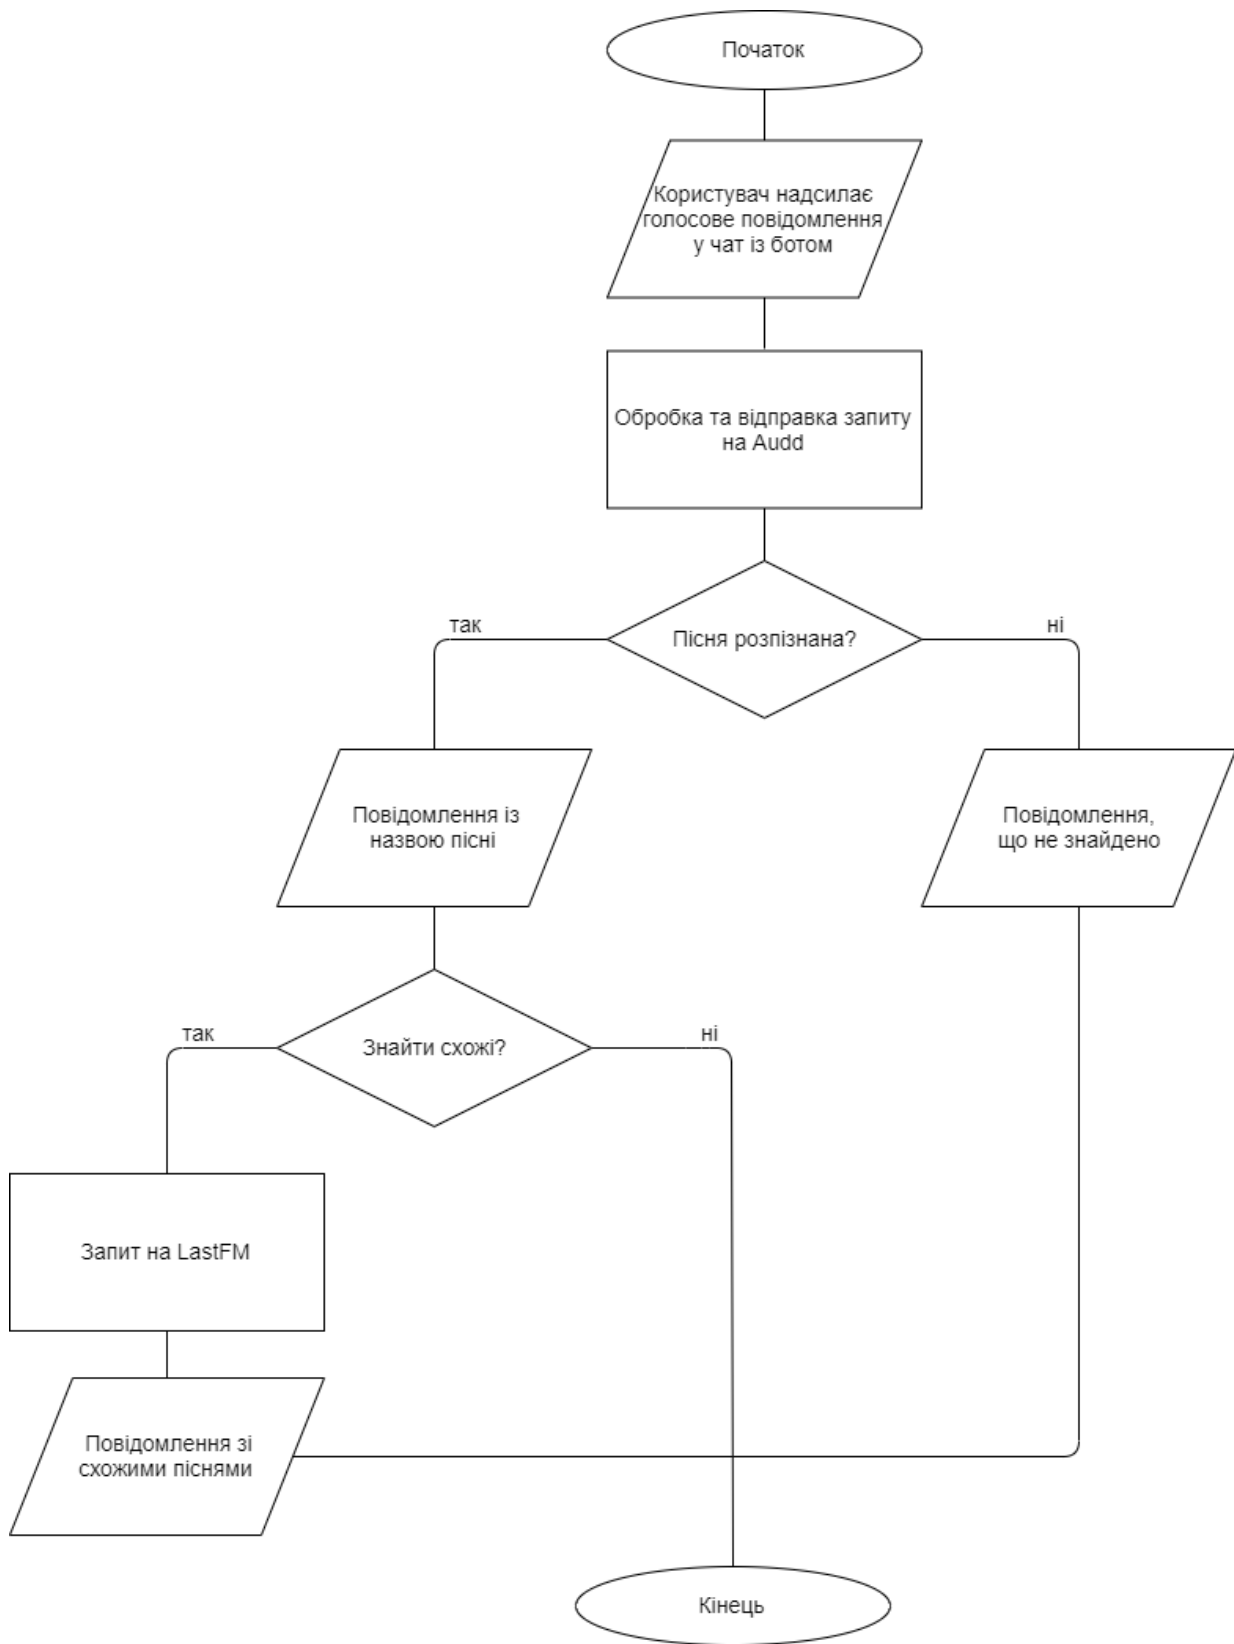 Початок
Користувач надсилає
голосове повідомлення
у чат із ботом
Обробка та відправка запиту
на Audd
Пісня розпізнана?
так
ні
Повідомлення із
назвою пісні
Повідомлення,
що не знайдено
Знайти схожі?
так
ні
Запит на LastFM
Повідомлення зі
схожими піснями
Кінець